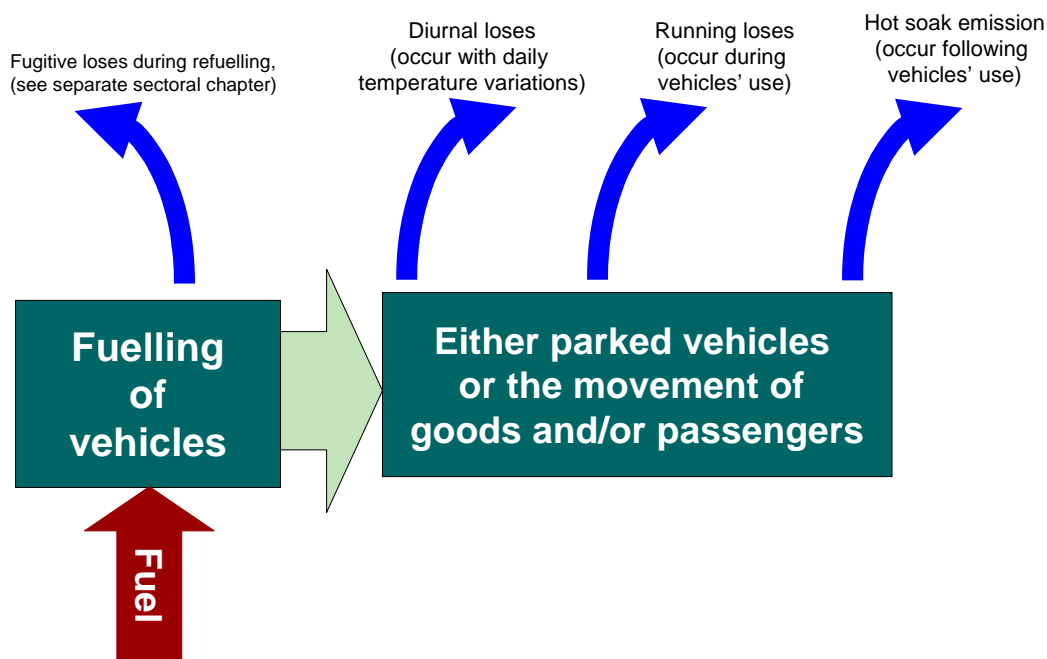 Fugitive loses during refuelling,
(see separate sectoral chapter)
Diurnal loses
(occur with daily
temperature variations)
Running loses
(occur during
vehicles' use)
Hot soak emission
(occur following
vehicles' use)
Fuelling
of
vehicles
Either parked vehicles
or the movement of
goods and/or passengers
Fuel